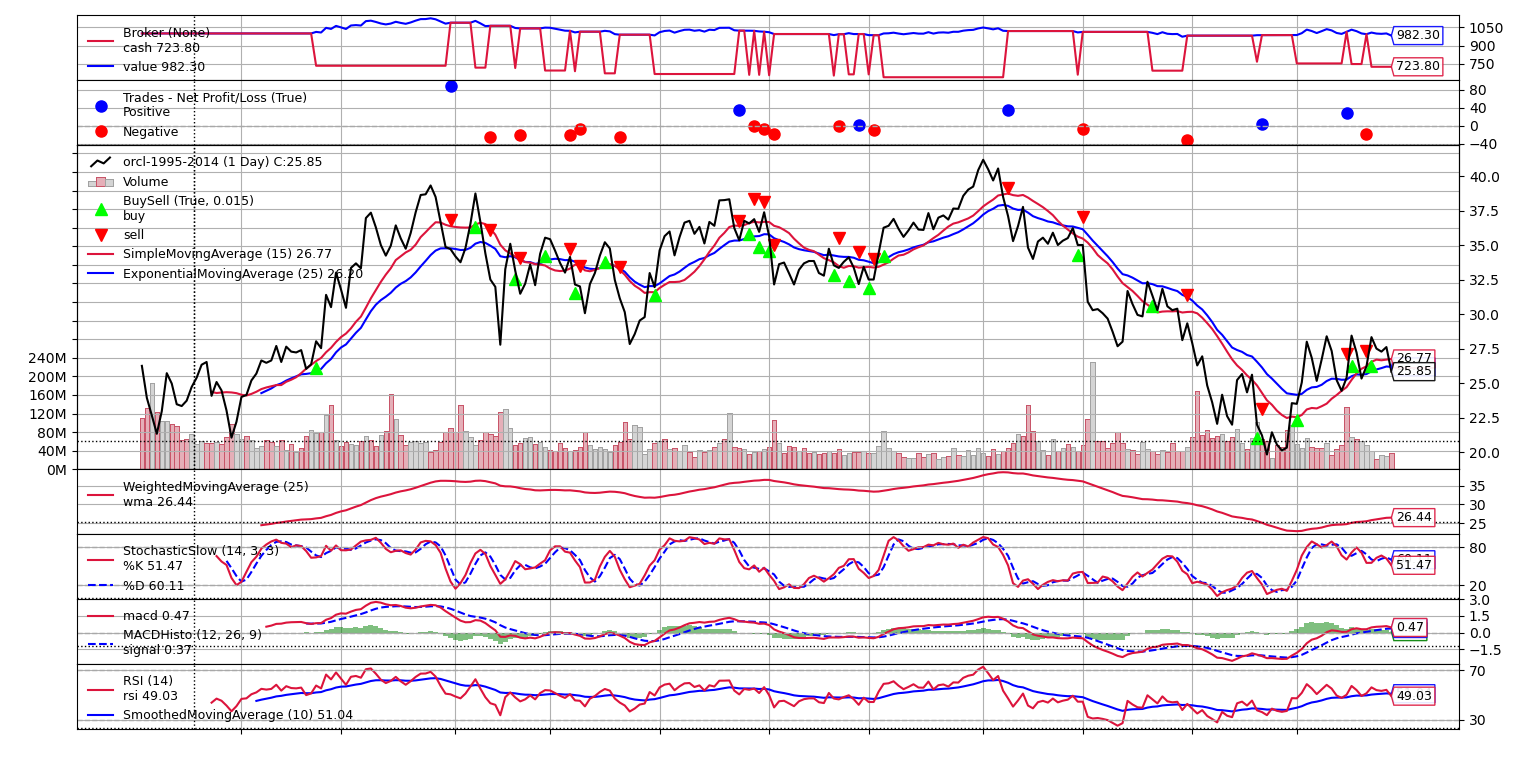 Broker (None)
cash 723.80
value 982.30
1050
900
750
982.30
723.80
Trades - Net Profit/Loss (True)
Positive
Negative
80
40
0
−40
orcl-1995-2014 (1 Day) C:25.85
Volume
BuySell (True, 0.015)
buy
sell
SimpleMovingAverage (15) 26.77
ExponentialMovingAverage (25) 26.20
240M
200M
160M
120M
80M
40M
0M
40.0
37.5
35.0
32.5
30.0
27.5
25.0
22.5
20.0
26.77
25.85
WeightedMovingAverage (25)
wma 26.44
35
30
25
26.44
StochasticSlow (14, 3, 3)
%K 51.47
%D 60.11
80
20
51.47
macd 0.47
MACDHisto (12, 26, 9)
signal 0.37
3.0
1.5
0.0
−1.5
0.47
RSI (14)
rsi 49.03
SmoothedMovingAverage (10) 51.04
70
30
49.03